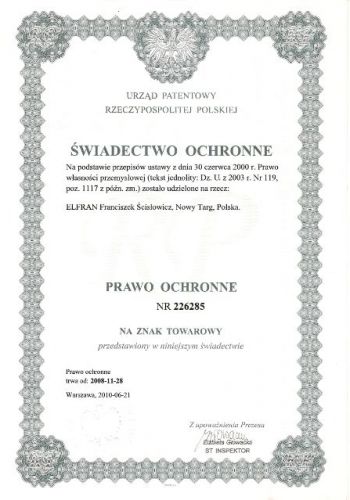 URZĄD PATENTOWY
RZECZYPOSPOLITEJ POLSKIEJ
ŚWIADECTWO OCHRONNE
Na podstawie przepisów ustawy z dnia 30 czerwca 2000 r. Prawo
własności przemysłowej (tekst jednolity: Dz. U. z 2003 r. Nr 119,
poz. 1117 z późn. zm.) zostało udzielone na rzecz:
ELFRAN Franciszek Ścisłowicz, Nowy Targ, Polska.
PRAWO OCHRONNE
NR 226285
NA ZNAK TOWAROWY
przedstawiony w niniejszym świadectwie
Prawo ochronne
trwa od: 2008-11-28
Warszawa, 2010-06-21
Z upoważnienia Prezesa
Elżbieta Głowacka
ST INSPEKTOR